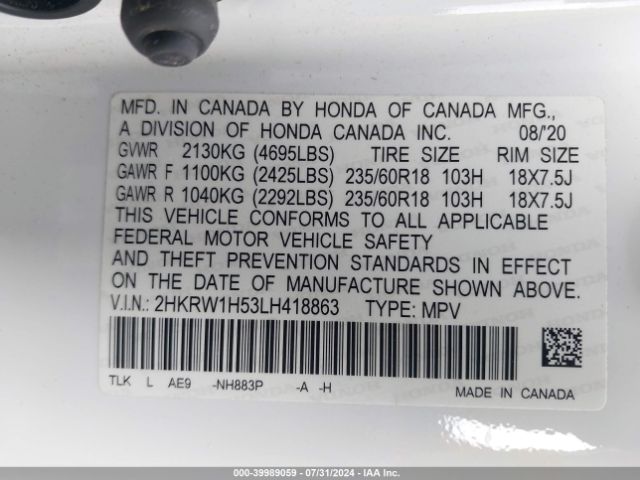 MFD. IN CANADA BY HONDA OF CANADA MFG.,
A DIVISION OF HONDA CANADA INC. 08/'20
GVWR 2130KG (4695LBS) TIRE SIZE RIM SIZE
GAWR F 1100KG (2425LBS) 235/60R18 103H 18X7.5J
GAWR R 1040KG (2292LBS) 235/60R18 103H 18X7.5J
THIS VEHICLE CONFORMS TO ALL APPLICABLE
FEDERAL MOTOR VEHICLE SAFETY
AND THEFT PREVENTION STANDARDS IN EFFECT
ON THE DATE OF MANUFACTURE SHOWN ABOVE.
V.I.N.: 2HKRW1H53LH418863 TYPE: MPV
TLK L AE9 -NH883P -A -H MADE IN CANADA
000-39989059 - 07/31/2024 - IAA Inc.